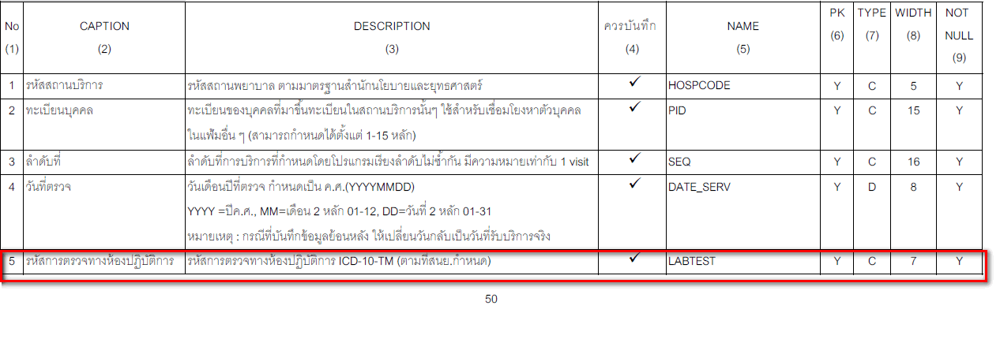 No CAPTION DESCRIPTION ควรบันทึก NAME PK TYPE WIDTH NOT
(1) (2) (3) (4) (5) (6) (7) (8) NULL
(9)
1 รหัสสถานบริการ รหัสสถานพยาบาล ตามมาตรฐานสำนักนโยบายและยุทธศาสตร์ ✓ HOSPCODE Y C 5 Y
2 ทะเบียนบุคคล ทะเบียนของบุคคลที่มาขึ้นทะเบียนในสถานบริการนั้นๆ ใช้สำหรับเชื่อมโยงหาตัวบุคคล ✓ PID Y C 15 Y
ในแฟ้มอื่น ๆ (สามารถกำหนดได้ตั้งแต่ 1-15 หลัก)
3 ลำดับที่ ลำดับที่การบริการที่กำหนดโดยโปรแกรมเรียงลำดับไม่ซ้ำกัน มีความหมายเท่ากับ 1 visit ✓ SEQ Y C 16 Y
4 วันที่ตรวจ วันเดือนปีที่ตรวจ กำหนดเป็น ค.ศ.(YYYYMMDD) ✓ DATE_SERV Y D 8 Y
YYYY =ปีค.ศ., MM=เดือน 2 หลัก 01-12, DD=วันที่ 2 หลัก 01-31
หมายเหตุ : กรณีที่บันทึกข้อมูลย้อนหลัง ให้เปลี่ยนวันกลับเป็นวันที่รับบริการจริง
5 รหัสการตรวจทางห้องปฏิบัติการ รหัสการตรวจทางห้องปฏิบัติการ ICD-10-TM (ตามที่สนย.กำหนด) ✓ LABTEST Y C 7 Y
50